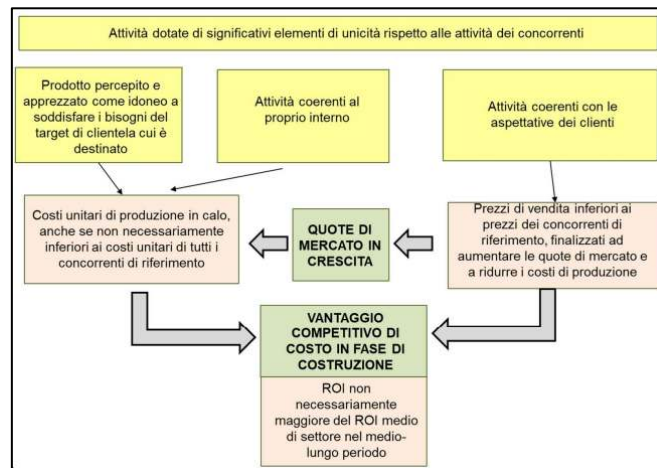 Attività dotate di significativi elementi di unicità rispetto alle attività dei concorrenti
Prodotto percepito e
apprezzato come idoneo a
soddisfare i bisogni del
target di clientela cui è
destinato
Attività coerenti al
proprio interno
Attività coerenti con le
aspettative dei clienti
Costi unitari di produzione in calo,
anche se non necessariamente
inferiori ai costi unitari di tutti i
concorrenti di riferimento
QUOTE DI
MERCATO IN
CRESCITA
Prezzi di vendita inferiori ai
prezzi dei concorrenti di
riferimento, finalizzati ad
aumentare le quote di mercato e
a ridurre i costi di produzione
VANTAGGIO
COMPETITIVO DI
COSTO IN FASE DI
COSTRUZIONE
ROI non
necessariamente
maggiore del ROI medio
di settore nel medio-
lungo periodo